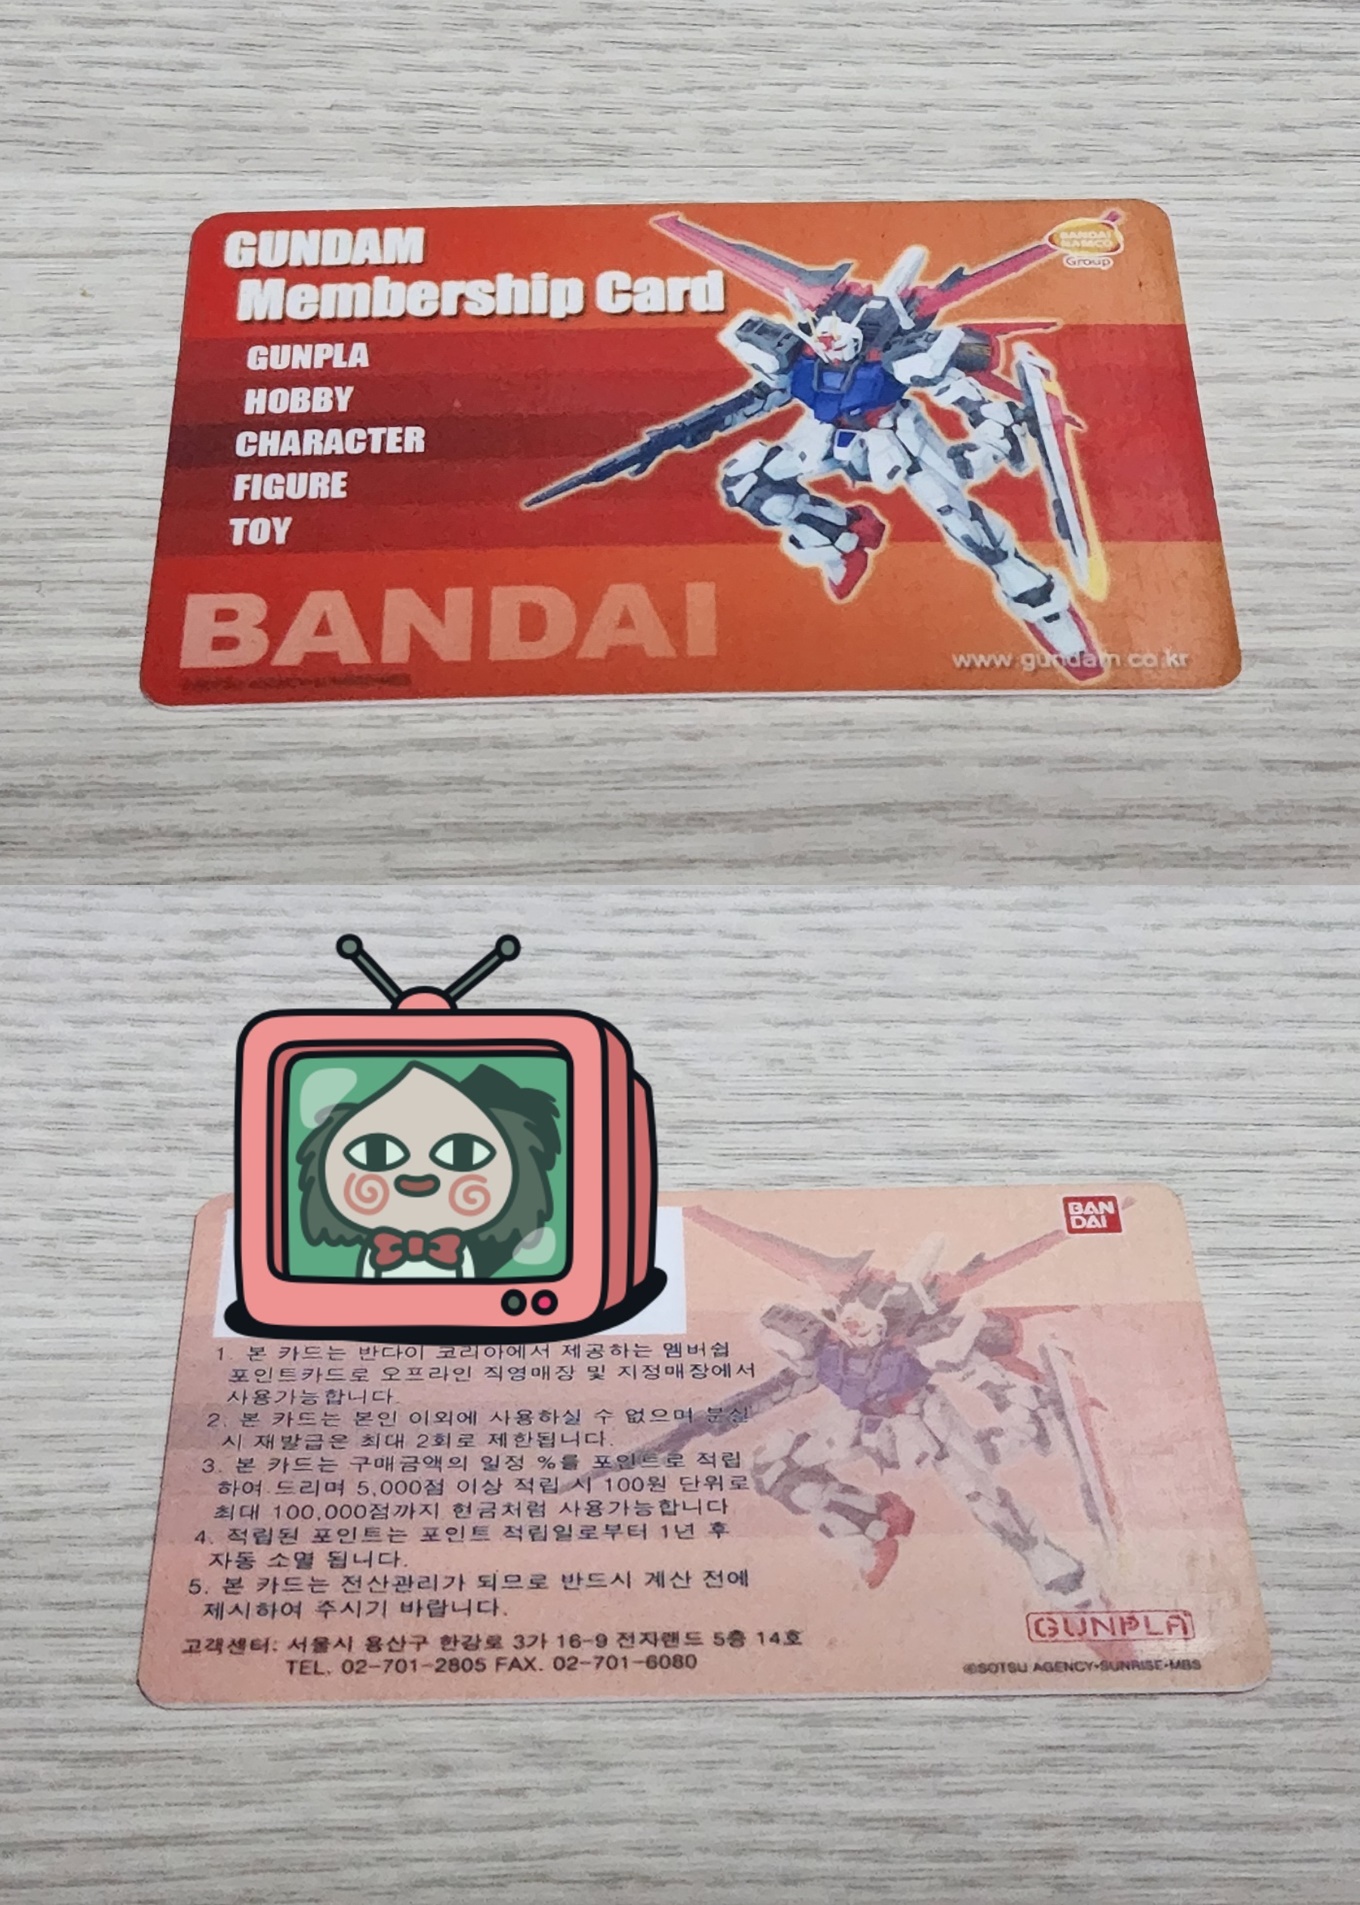 GUNDAM
Membership Card
BANDAI
NAMCO
Group
GUNPLA
HOBBY
CHARACTER
FIGURE
TOY
BANDAI
www.gundam.co.kr
BAN
DAI
1. 본 카드는 반다이 코리아에서 제공하는 멤버쉽
포인트카드로 오프라인 직영매장 및 지정매장에서
사용가능합니다.
2. 본 카드는 본인 이외에 사용하실 수 없으며 분실
시 재발급은 최대 2회로 제한됩니다.
3. 본 카드는 구매금액의 일정 %를 포인트로 적립
하여 드리며 5,000점 이상 적립 시 100원 단위로
최대 100,000점까지 현금처럼 사용가능합니다
4. 적립된 포인트는 포인트 적립일로부터 1년 후
자동 소멸 됩니다.
5. 본 카드는 전산관리가 되므로 반드시 계산 전에
제시하여 주시기 바랍니다.
고객센터: 서울시 용산구 한강로 3가 16-9 전자랜드 5층 14호
TEL. 02-701-2805 FAX. 02-701-6080
GUNPLA
©SOTSU AGENCY•SUNRISE•MBS